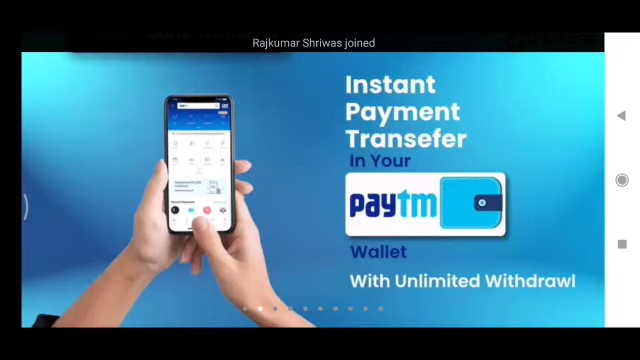 Rajkumar Shriwas joined
Instant
Payment
Transefer
In Your
paytm
Wallet
With Unlimited Withdrawl